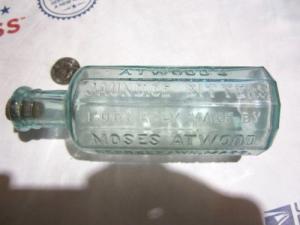 ATWOOD'S
JAUNDICE BITTERS
FORMERLY MADE BY
MOSES ATWOOD